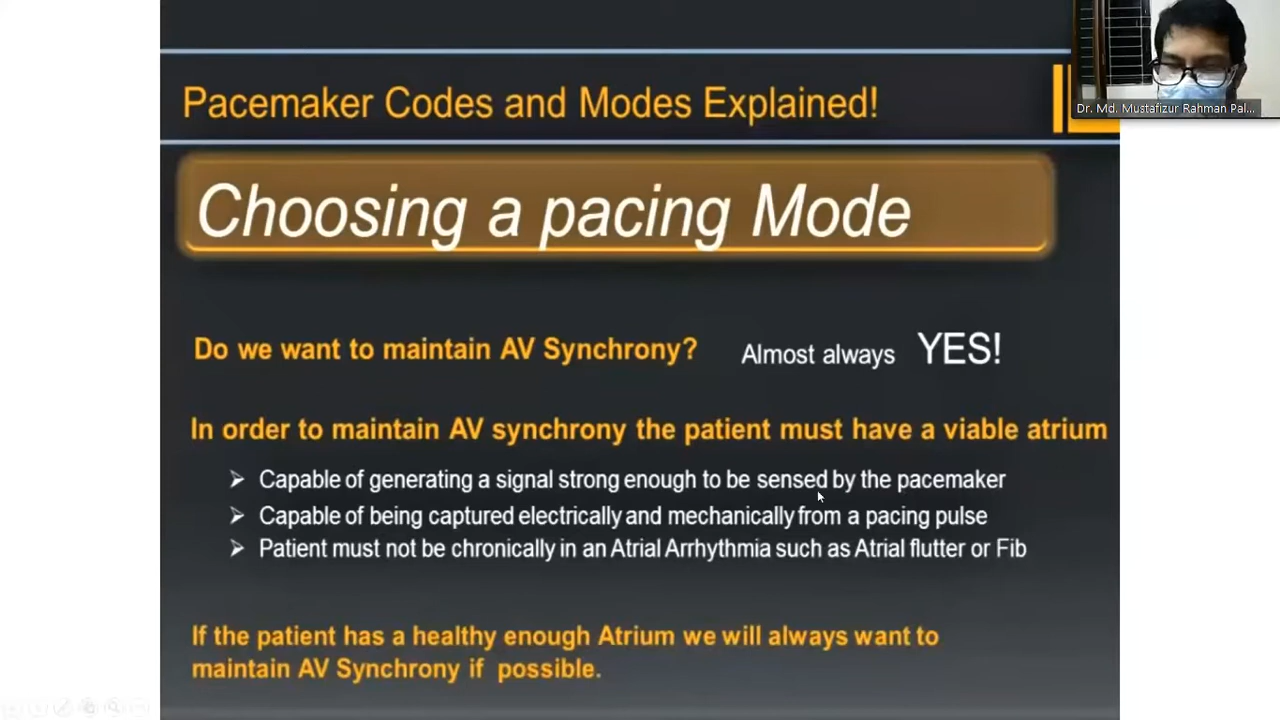 Pacemaker Codes and Modes Explained!
Dr. Md. Mustafizur Rahman Pal...
Choosing a pacing Mode
Do we want to maintain AV Synchrony? Almost always YES!
In order to maintain AV synchrony the patient must have a viable atrium
➢ Capable of generating a signal strong enough to be sensed by the pacemaker
➢ Capable of being captured electrically and mechanically from a pacing pulse
➢ Patient must not be chronically in an Atrial Arrhythmia such as Atrial flutter or Fib
If the patient has a healthy enough Atrium we will always want to
maintain AV Synchrony if possible.